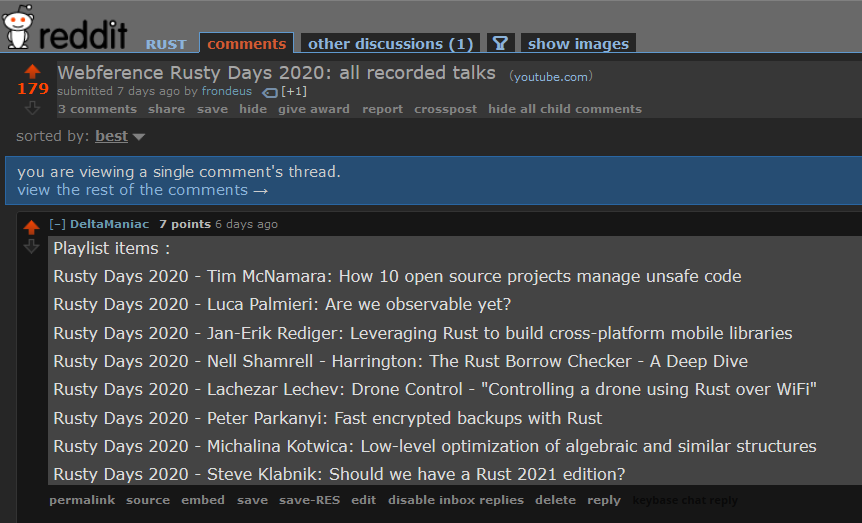 reddit RUST comments other discussions (1) show images
Webference Rusty Days 2020: all recorded talks (youtube.com)
179
submitted 7 days ago by frondeus [+1]
3 comments share save hide give award report crosspost hide all child comments
sorted by: best
you are viewing a single comment's thread.
view the rest of the comments →
[–] DeltaManiac 7 points 6 days ago
Playlist items :
Rusty Days 2020 - Tim McNamara: How 10 open source projects manage unsafe code
Rusty Days 2020 - Luca Palmieri: Are we observable yet?
Rusty Days 2020 - Jan-Erik Rediger: Leveraging Rust to build cross-platform mobile libraries
Rusty Days 2020 - Nell Shamrell - Harrington: The Rust Borrow Checker - A Deep Dive
Rusty Days 2020 - Lachezar Lechev: Drone Control - "Controlling a drone using Rust over WiFi"
Rusty Days 2020 - Peter Parkanyi: Fast encrypted backups with Rust
Rusty Days 2020 - Michalina Kotwica: Low-level optimization of algebraic and similar structures
Rusty Days 2020 - Steve Klabnik: Should we have a Rust 2021 edition?
permalink source embed save save-RES edit disable inbox replies delete reply keybase chat reply